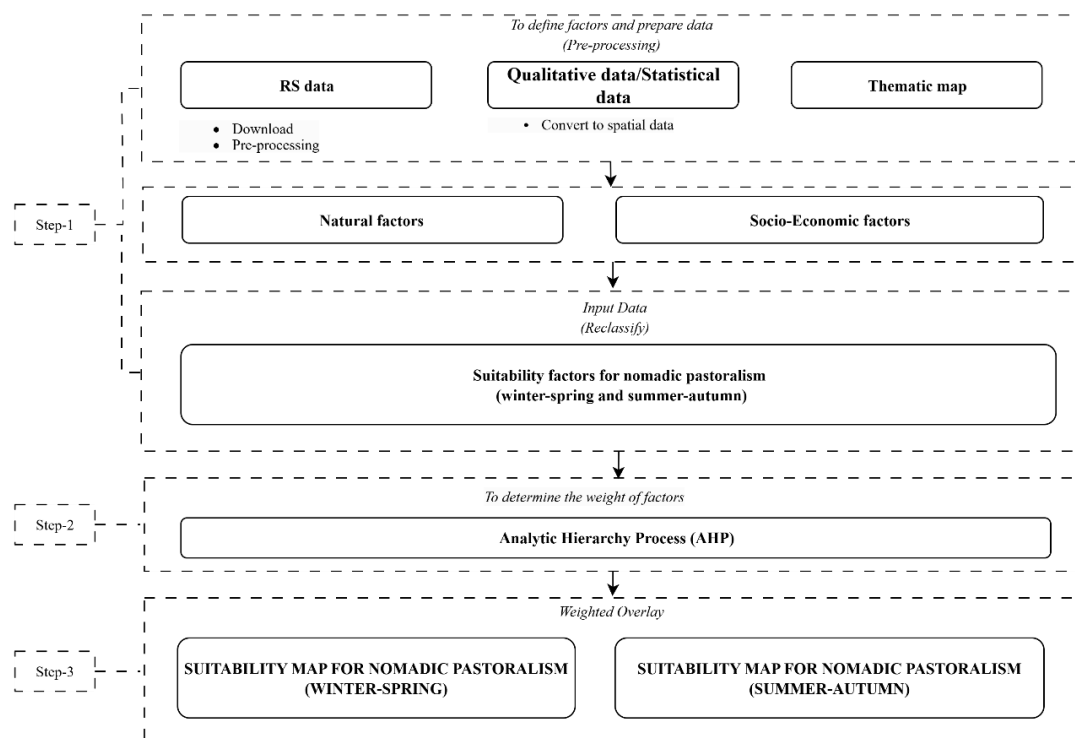 To define factors and prepare data
(Pre-processing)
RS data
Qualitative data/Statistical
data
Thematic map
• Download
• Pre-processing
• Convert to spatial data
Step-1
Natural factors
Socio-Economic factors
Input Data
(Reclassify)
Suitability factors for nomadic pastoralism
(winter-spring and summer-autumn)
Step-2
To determine the weight of factors
Analytic Hierarchy Process (AHP)
Weighted Overlay
Step-3
SUITABILITY MAP FOR NOMADIC PASTORALISM
(WINTER-SPRING)
SUITABILITY MAP FOR NOMADIC PASTORALISM
(SUMMER-AUTUMN)